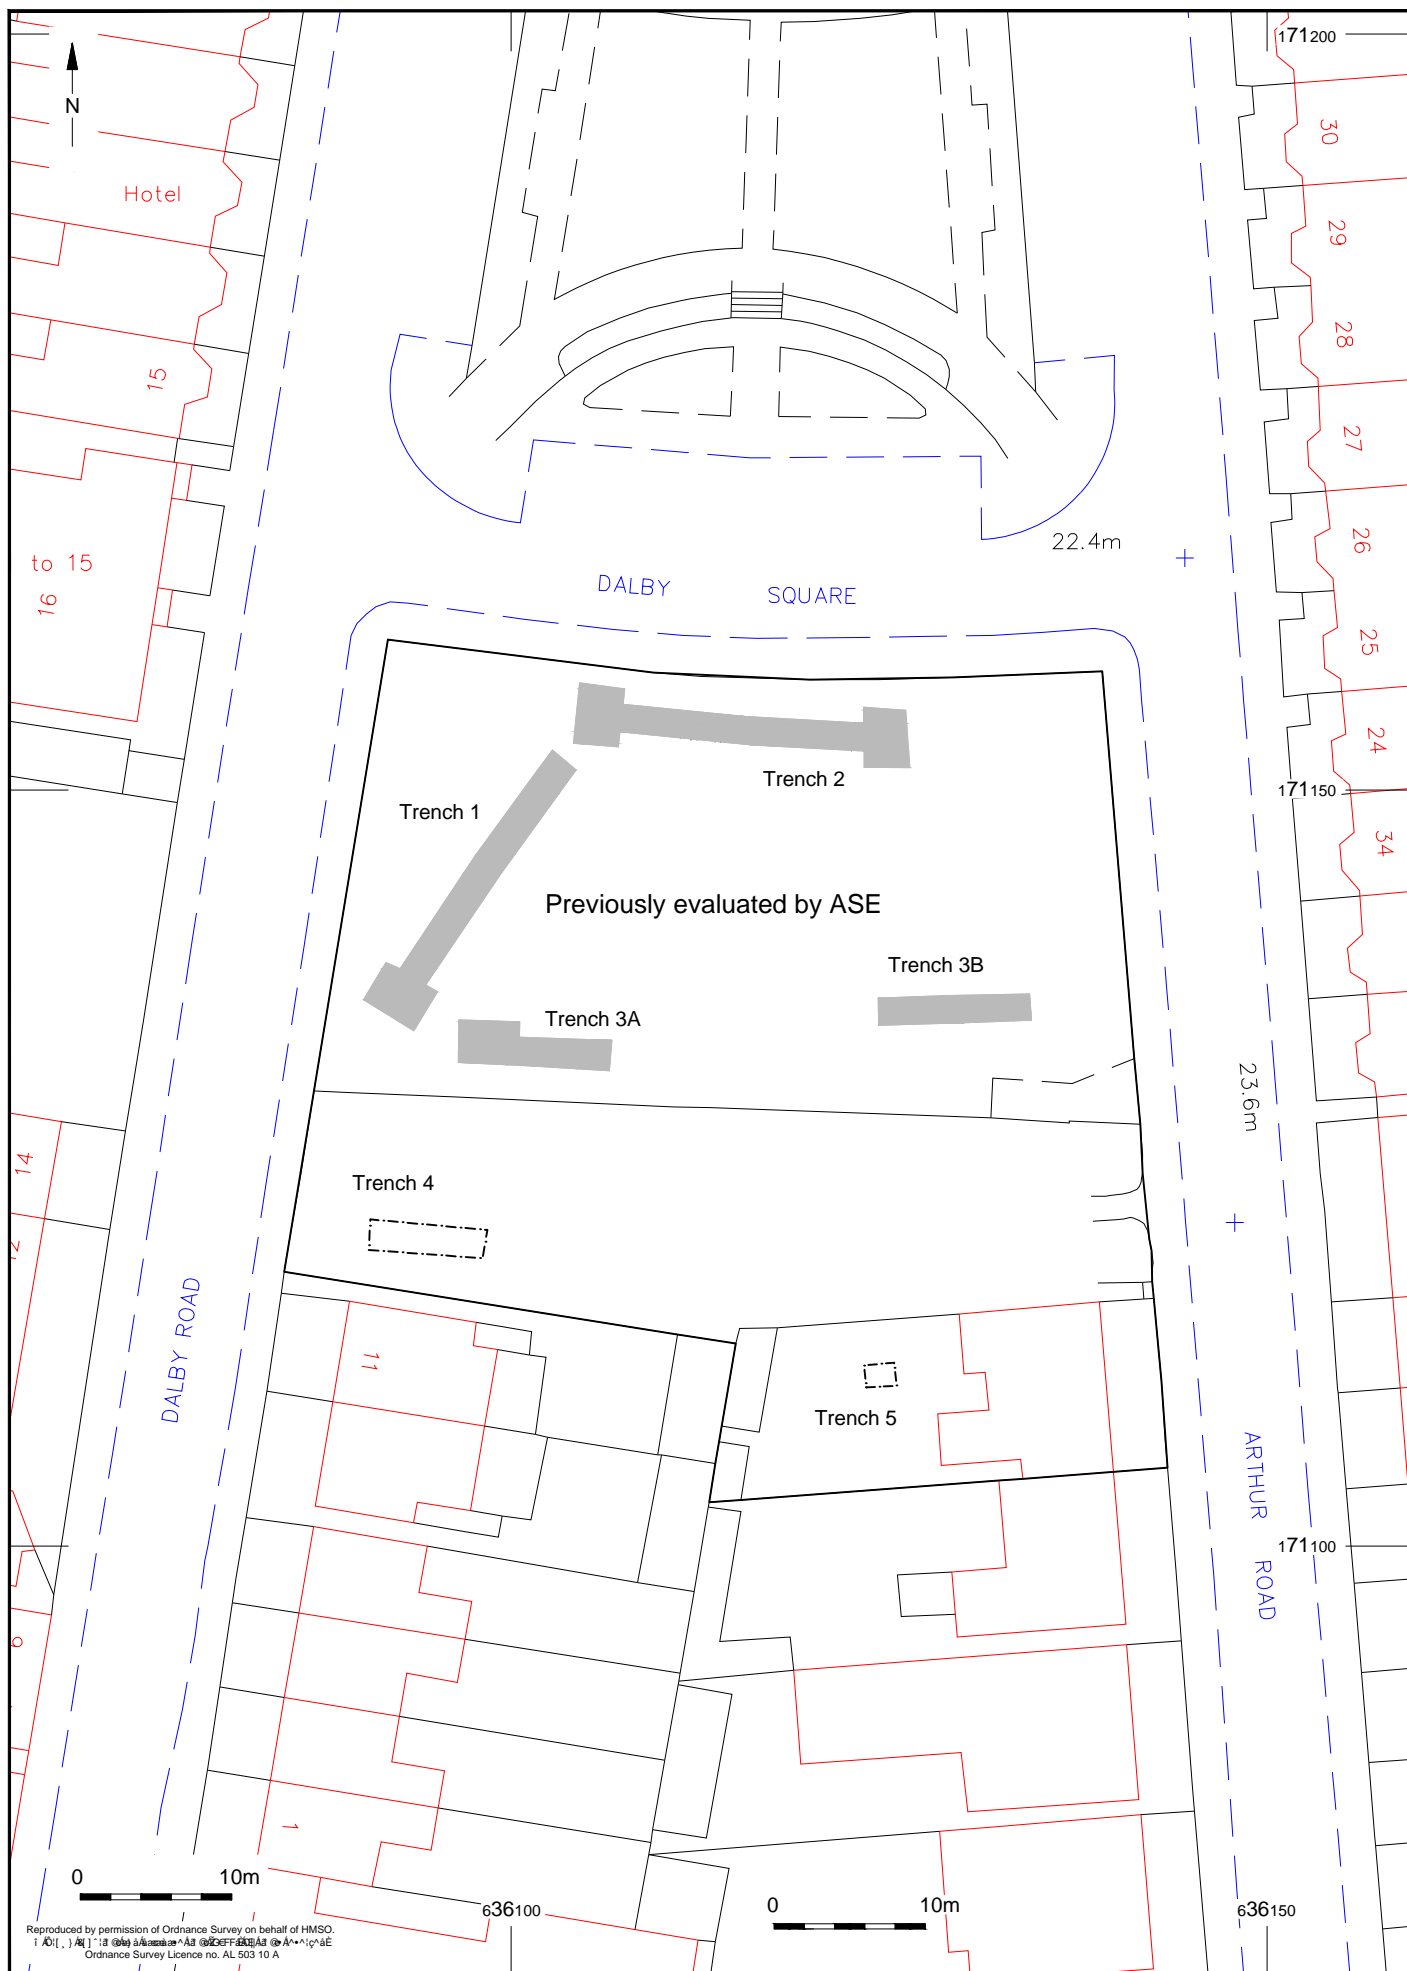 171200
N
30
Hotel
29
28
15
27
22.4m
26
to 15
16
DALBY SQUARE
25
24
Trench 2
171150
Trench 1
34
Previously evaluated by ASE
Trench 3B
Trench 3A
23.6m
14
Trench 4
12
DALBY ROAD
11
Trench 5
ARTHUR ROAD
171100
9
1
0 10m
0 10m
636100
636150
Reproduced by permission of Ordnance Survey on behalf of HMSO.
Ordnance Survey Licence no. AL 503 10 A